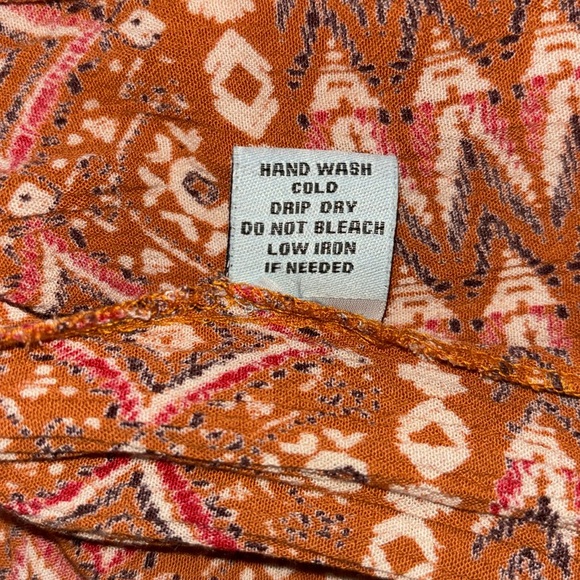 HAND WASH
COLD
DRIP DRY
DO NOT BLEACH
LOW IRON
IF NEEDED